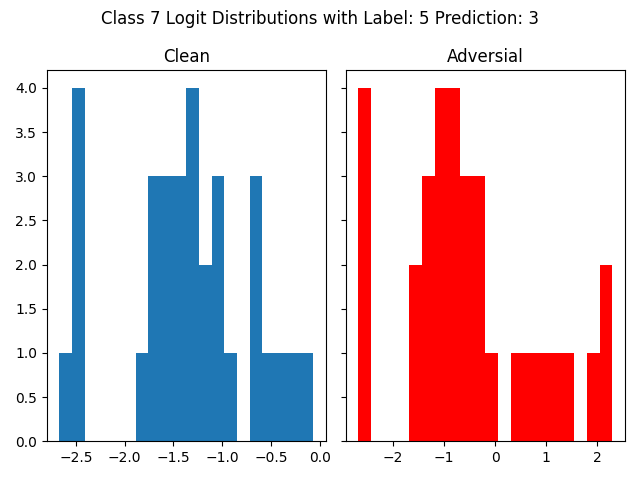 Class 7 Logit Distributions with Label: 5 Prediction: 3
Clean
Adversial
4.0
3.5
3.0
2.5
2.0
1.5
1.0
0.5
0.0
−2.5 −2.0 −1.5 −1.0 −0.5 0.0
−2 −1 0 1 2